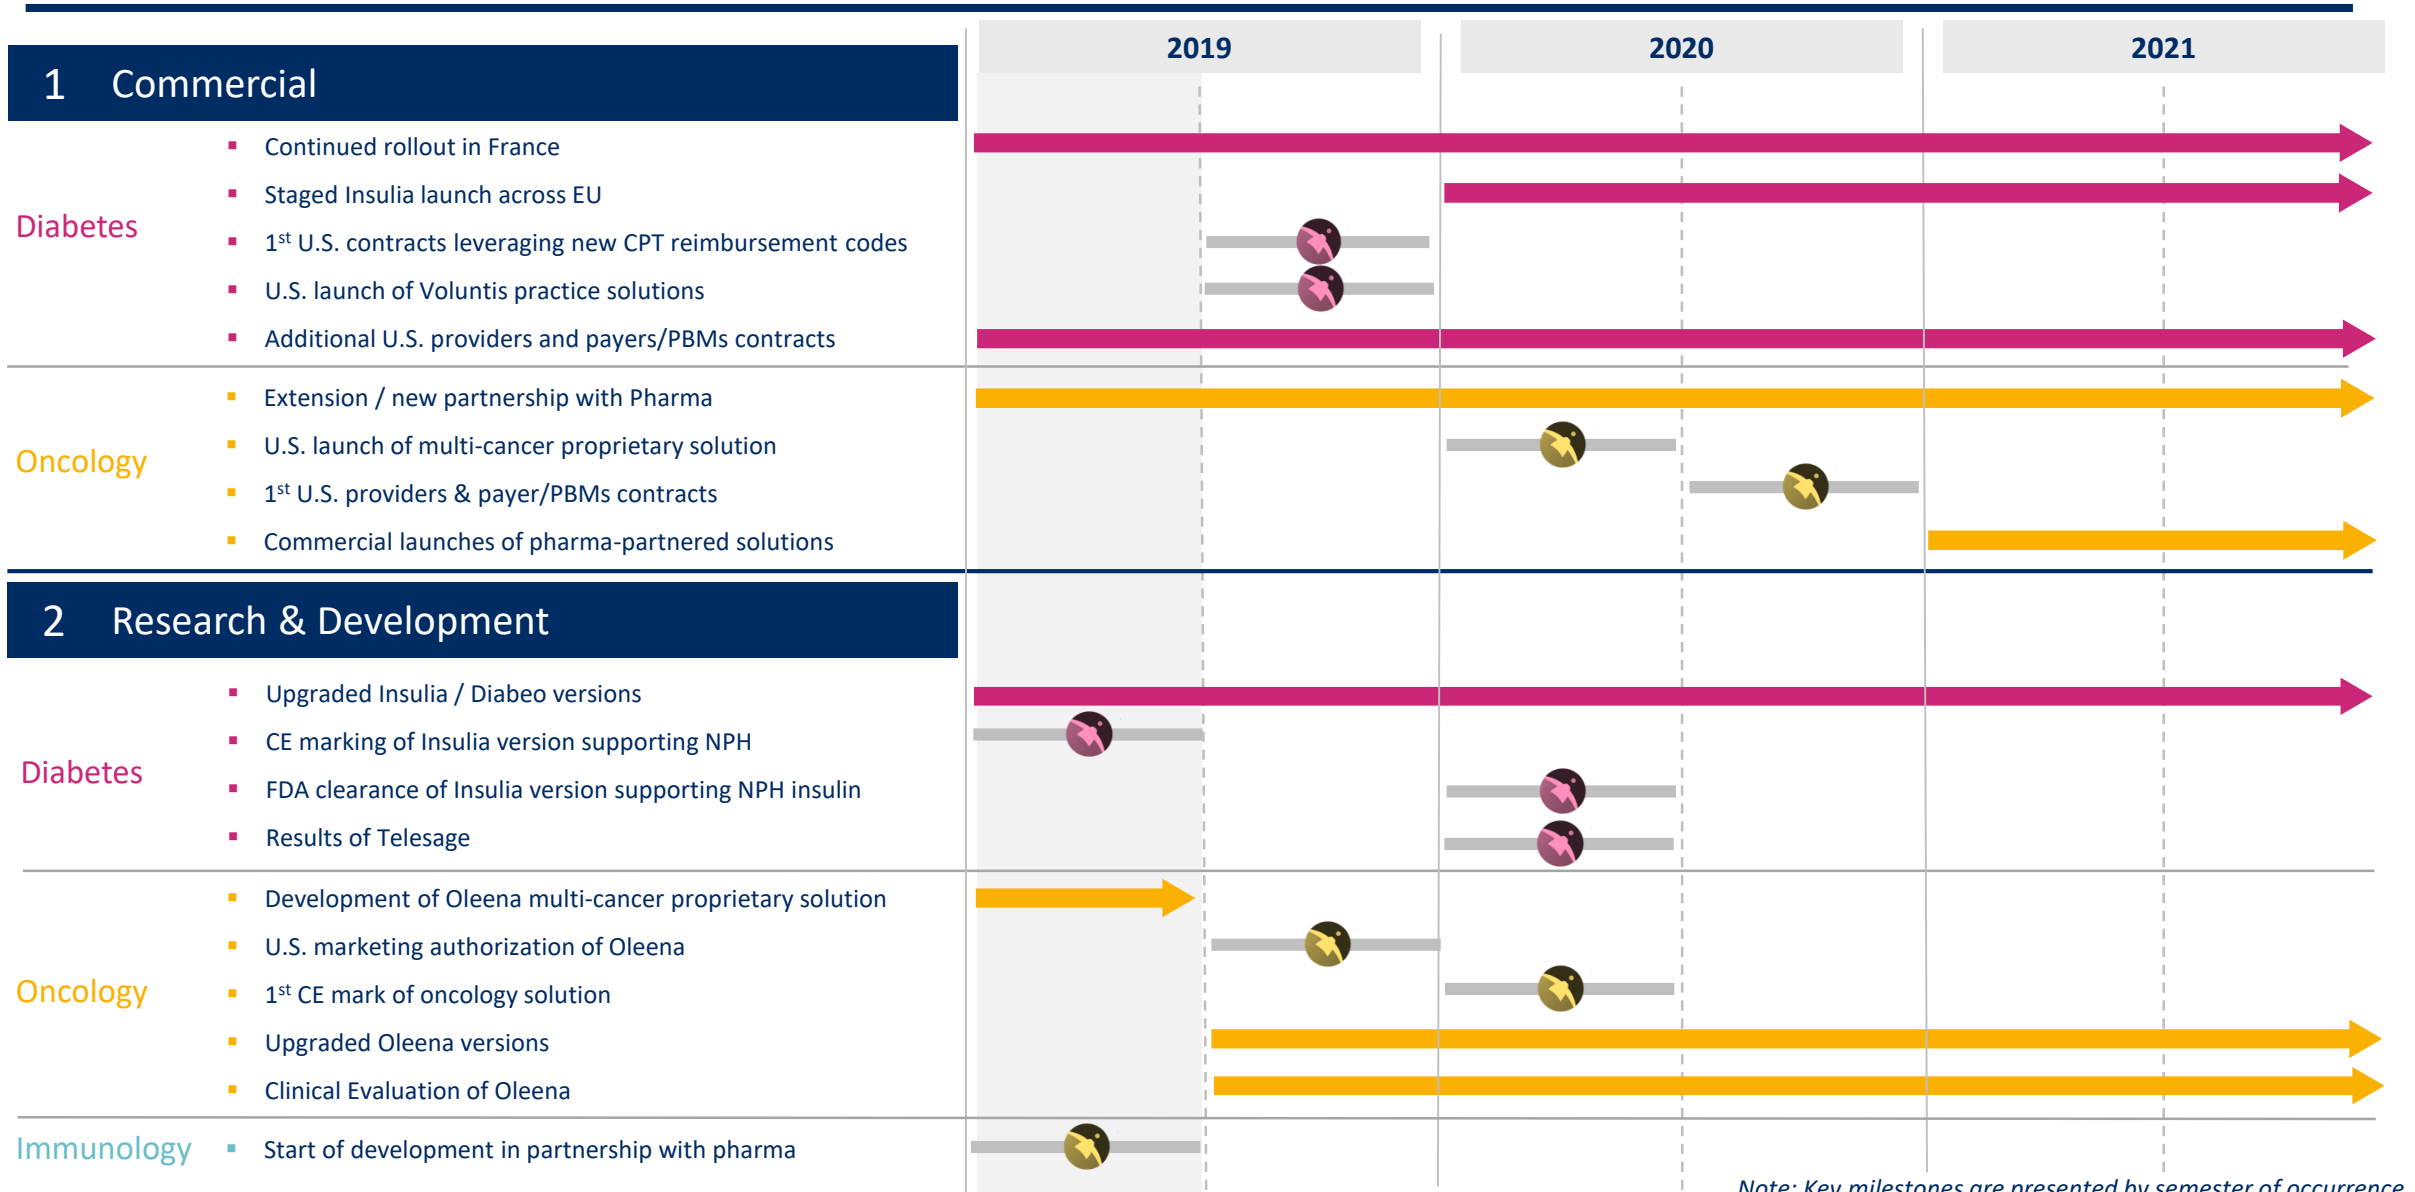 2019 2020 2021
1 Commercial
Diabetes
▪ Continued rollout in France
▪ Staged Insulia launch across EU
▪ 1st U.S. contracts leveraging new CPT reimbursement codes
▪ U.S. launch of Voluntis practice solutions
▪ Additional U.S. providers and payers/PBMs contracts
Oncology
▪ Extension / new partnership with Pharma
▪ U.S. launch of multi-cancer proprietary solution
▪ 1st U.S. providers & payer/PBMs contracts
▪ Commercial launches of pharma-partnered solutions
2 Research & Development
Diabetes
▪ Upgraded Insulia / Diabeo versions
▪ CE marking of Insulia version supporting NPH
▪ FDA clearance of Insulia version supporting NPH insulin
▪ Results of Telesage
Oncology
▪ Development of Oleena multi-cancer proprietary solution
▪ U.S. marketing authorization of Oleena
▪ 1st CE mark of oncology solution
▪ Upgraded Oleena versions
▪ Clinical Evaluation of Oleena
Immunology
▪ Start of development in partnership with pharma
Note: Key milestones are presented by semester of occurrence